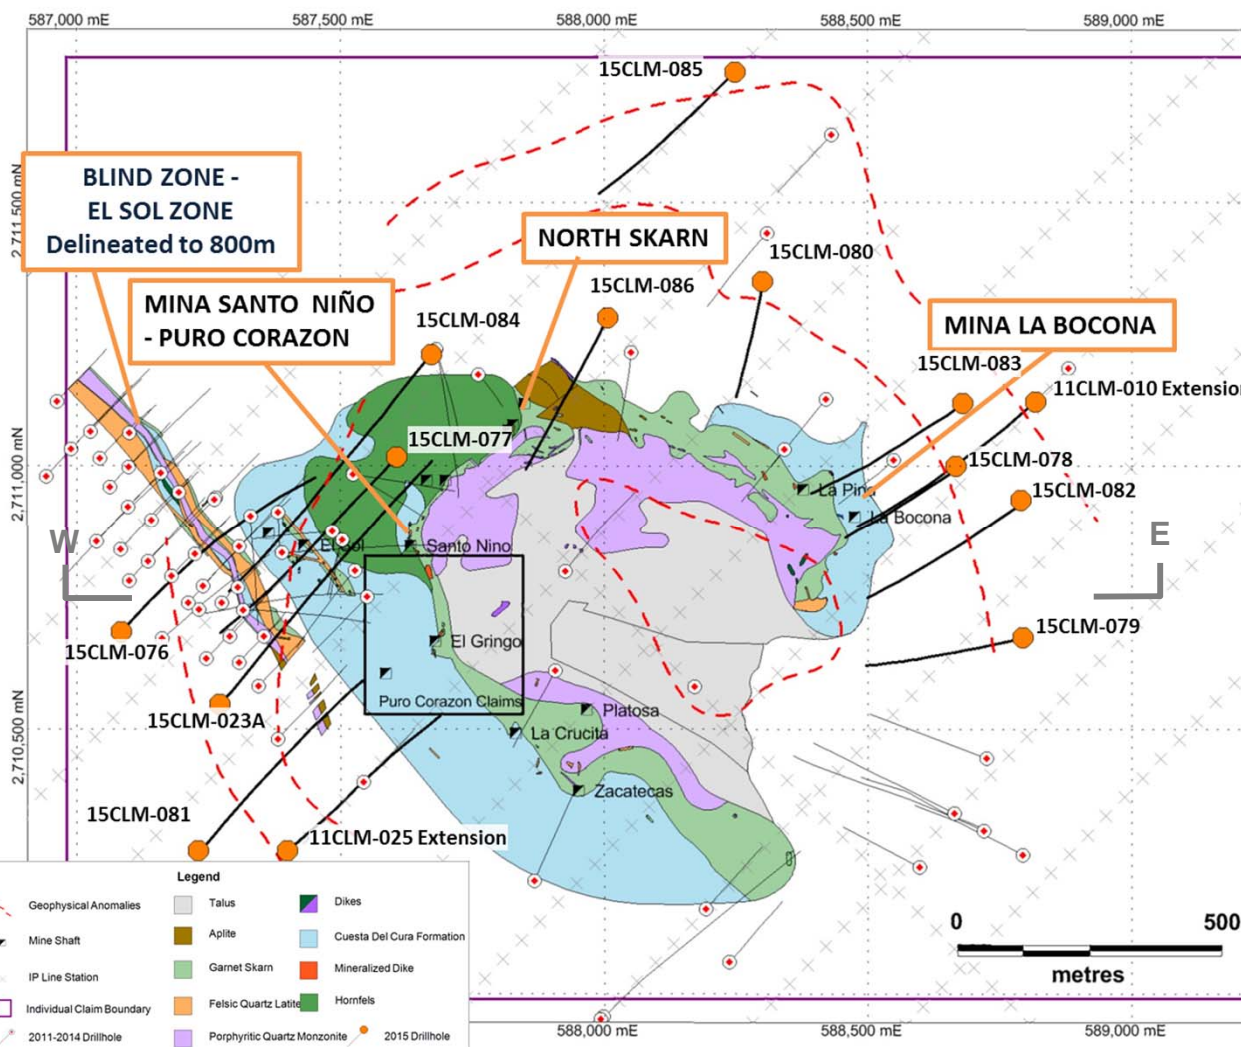 587,000 mE
587,500 mE
588,000 mE
588,500 mE
589,000 mE
15CLM-085
2,711,500 mN
BLIND ZONE -
EL SOL ZONE
Delineated to 800m
NORTH SKARN
15CLM-080
MINA SANTO NIÑO
- PURO CORAZON
15CLM-086
15CLM-084
MINA LA BOCONA
15CLM-083
11CLM-010 Extension
15CLM-077
15CLM-078
2,711,000 mN
La Pina
15CLM-082
La Bocona
W
El Sol
Santo Nino
E
15CLM-079
15CLM-076
El Gringo
Puro Corazon Claims
15CLM-023A
Platosa
La Crucita
2,710,500 mN
Zacatecas
15CLM-081
11CLM-025 Extension
Legend
Geophysical Anomalies
Talus
Dikes
Mine Shaft
Aplite
Cuesta Del Cura Formation
IP Line Station
Garnet Skarn
Mineralized Dike
Individual Claim Boundary
Felsic Quartz Latite
Hornfels
2011-2014 Drillhole
Porphyritic Quartz Monzonite
2015 Drillhole
0
500
metres
588,000 mE
588,500 mE
589,000 mE